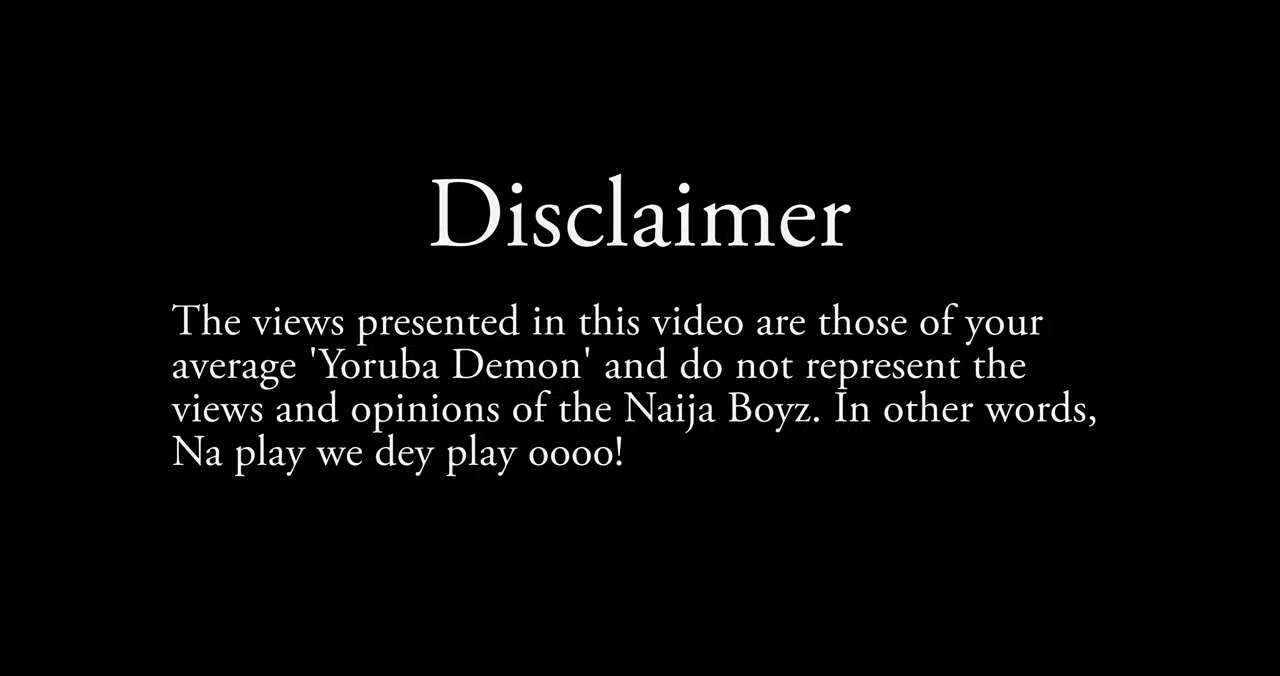 Disclaimer
The views presented in this video are those of your
average 'Yoruba Demon' and do not represent the
views and opinions of the Naija Boyz. In other words,
Na play we dey play oooo!